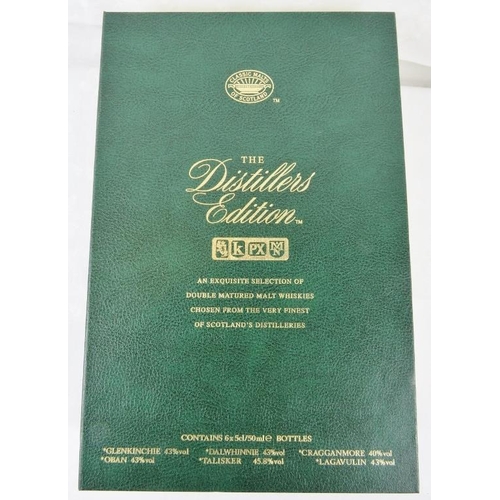 CLASSIC MALTS
OF SCOTLAND
TM
THE
Distillers
Edition TM
k PX MN
AN EXQUISITE SELECTION OF
DOUBLE MATURED MALT WHISKIES
CHOSEN FROM THE VERY FINEST
OF SCOTLAND'S DISTILLERIES
CONTAINS 6 x 5cl/50ml e BOTTLES
*GLENKINCHIE 43%vol *DALWHINNIE 43%vol *CRAGGANMORE 40%vol
*OBAN 43%vol *TALISKER 45.8%vol *LAGAVULIN 43%vol